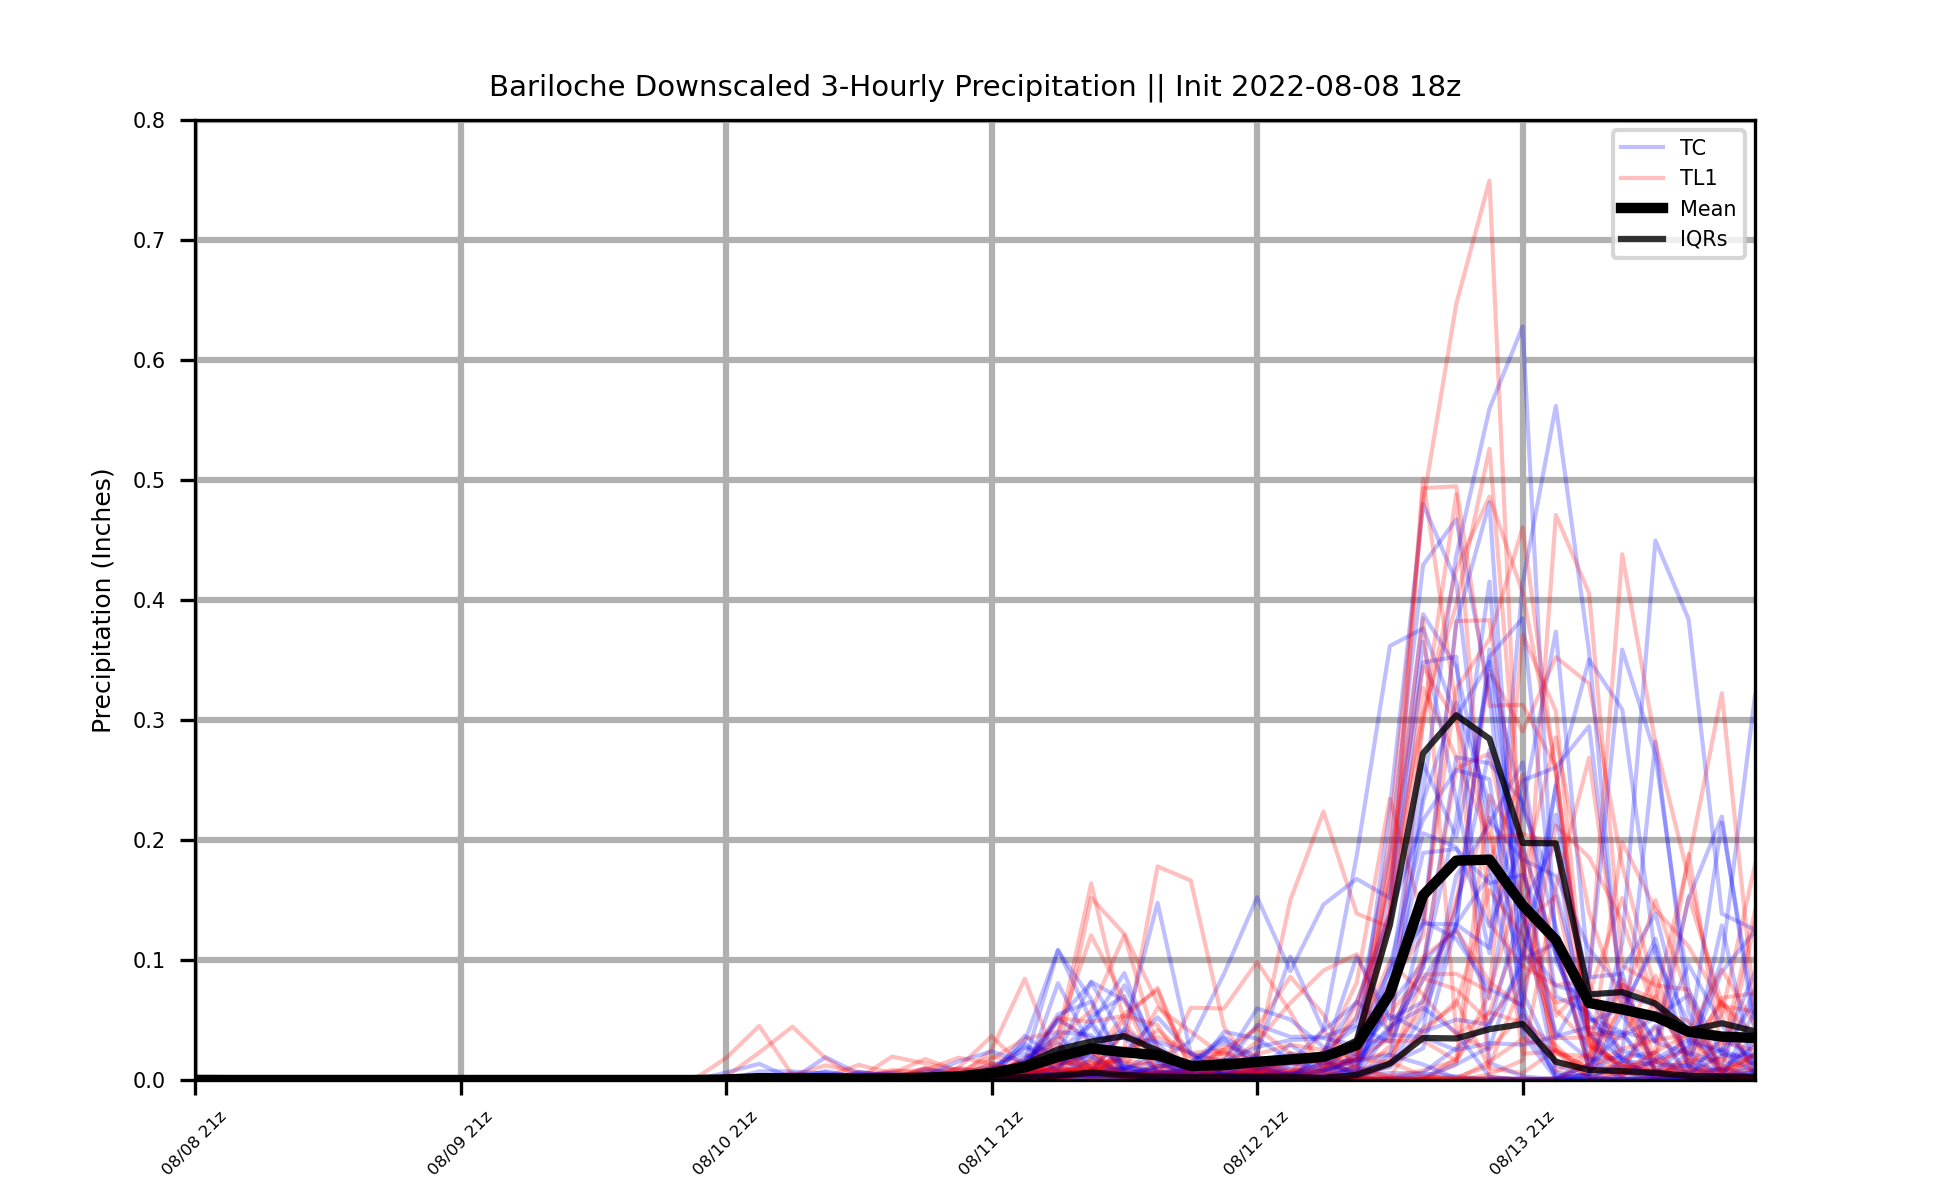 Bariloche Downscaled 3-Hourly Precipitation || Init 2022-08-08 18z
Precipitation (Inches)
0.8
0.7
0.6
0.5
0.4
0.3
0.2
0.1
0.0
TC
TL1
Mean
IQRs
08/08 21z
08/09 21z
08/10 21z
08/11 21z
08/12 21z
08/13 21z